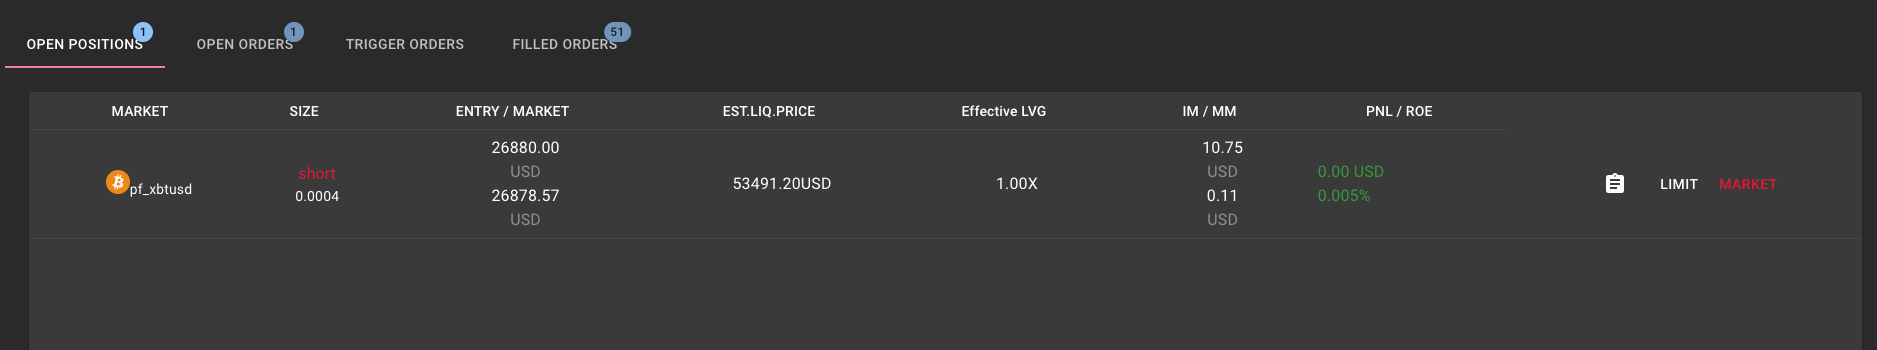 OPEN POSITIONS 1
OPEN ORDERS 1
TRIGGER ORDERS
FILLED ORDERS 51
MARKET SIZE ENTRY / MARKET EST.LIQ.PRICE Effective LVG IM / MM PNL / ROE
pf_xbtusd
short
0.0004
26880.00
USD
26878.57
USD
53491.20USD
1.00X
10.75
USD
0.11
USD
0.00 USD
0.005%
LIMIT
MARKET